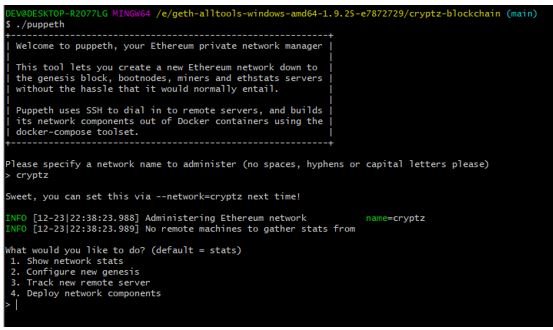 DEV@DESKTOP-R2077LG MINGW64 /e/geth-alltools-windows-amd64-1.9.25-e7872729/cryptz-blockchain (main)
$ ./puppeth
+-----------------------------------------------------------+
| Welcome to puppeth, your Ethereum private network manager |
|                                                           |
| This tool lets you create a new Ethereum network down to  |
| the genesis block, bootnodes, miners and ethstats servers |
| without the hassle that it would normally entail.         |
|                                                           |
| Puppeth uses SSH to dial in to remote servers, and builds |
| its network components out of Docker containers using the |
| docker-compose toolset.                                   |
+-----------------------------------------------------------+
Please specify a network name to administer (no spaces, hyphens or capital letters please)
> cryptz
Sweet, you can set this via --network=cryptz next time!
INFO [12-23|22:38:23.988] Administering Ethereum network           name=cryptz
INFO [12-23|22:38:23.989] No remote machines to gather stats from
What would you like to do? (default = stats)
1. Show network stats
2. Configure new genesis
3. Track new remote server
4. Deploy network components
> |